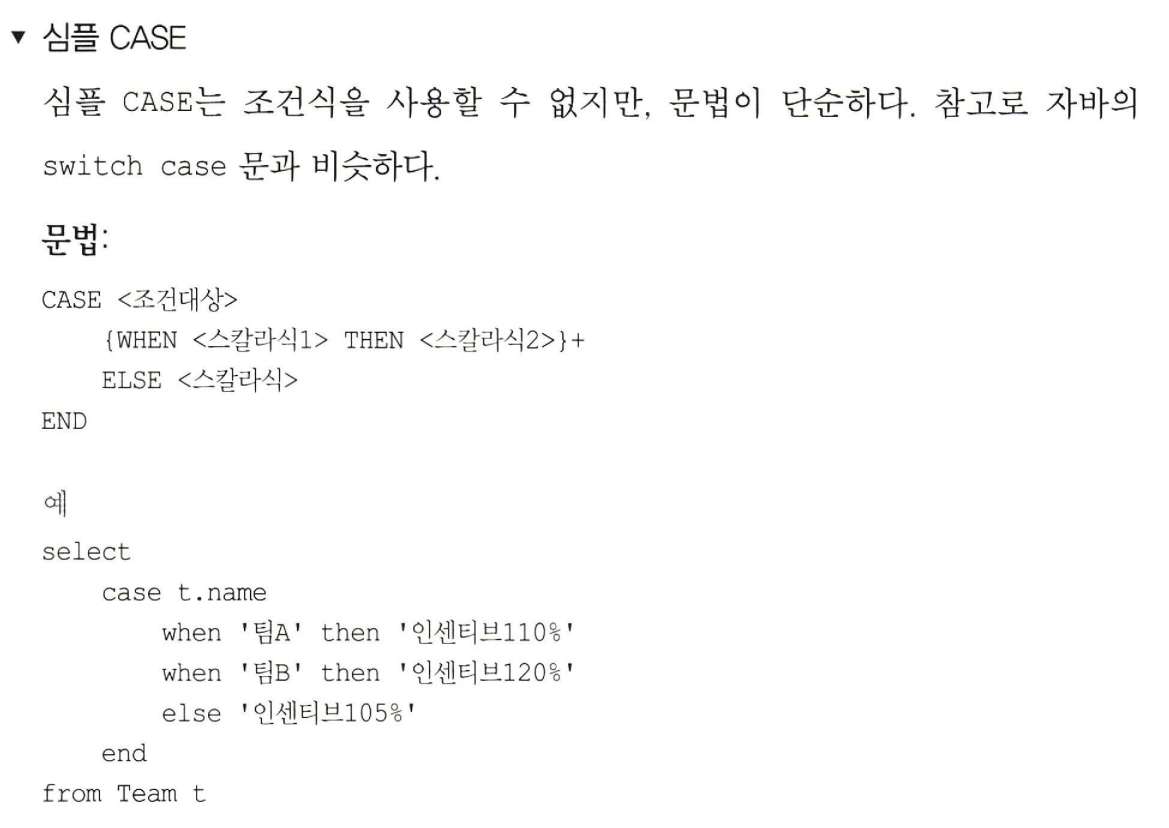 ▼ 심플 CASE
심플 CASE는 조건식을 사용할 수 없지만, 문법이 단순하다. 참고로 자바의
switch case 문과 비슷하다.
문법:
CASE <조건대상>
    {WHEN <스칼라식1> THEN <스칼라식2>}+
    ELSE <스칼라식>
END
예
select
    case t.name
        when '팀A' then '인센티브110%'
        when '팀B' then '인센티브120%'
        else '인센티브105%'
    end
from Team t